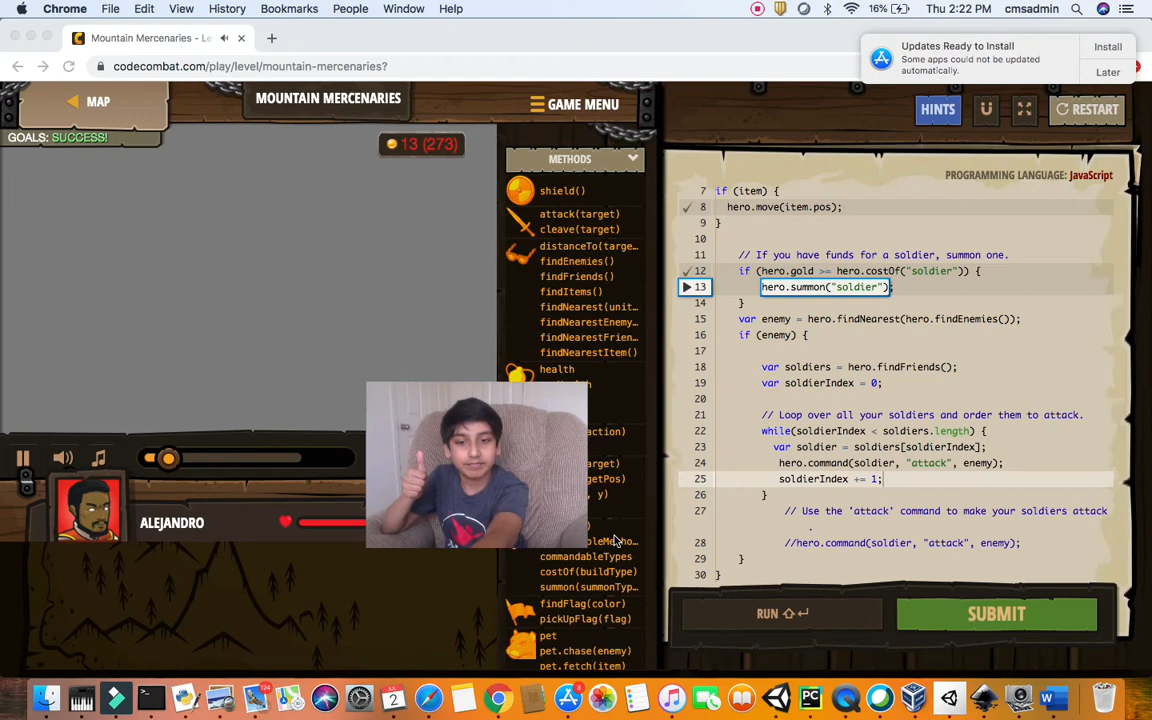 Chrome File Edit View History Bookmarks People Window Help
16% Thu 2:22 PM cmsadmin
Mountain Mercenaries - Le
codecombat.com/play/level/mountain-mercenaries?
Updates Ready to Install
Some apps could not be updated
automatically.
Install
Later
MAP
MOUNTAIN MERCENARIES
GAME MENU
HINTS
RESTART
GOALS: SUCCESS!
13 (273)
METHODS
shield()
attack(target)
cleave(target)
distanceTo(targe…
findEnemies()
findFriends()
findItems()
findNearest(unit…
findNearestEnemy…
findNearestFrien…
findNearestItem()
health
commandableTypes
costOf(buildType)
summon(summonTyp…
findFlag(color)
pickUpFlag(flag)
pet
pet.chase(enemy)
pet.fetch(item)
ALEJANDRO
PROGRAMMING LANGUAGE: JavaScript
7 if (item) {
8 hero.move(item.pos);
9 }
10
11 // If you have funds for a soldier, summon one.
12 if (hero.gold >= hero.costOf("soldier")) {
13 hero.summon("soldier");
14 }
15 var enemy = hero.findNearest(hero.findEnemies());
16 if (enemy) {
17
18 var soldiers = hero.findFriends();
19 var soldierIndex = 0;
20
21 // Loop over all your soldiers and order them to attack.
22 while(soldierIndex < soldiers.length) {
23 var soldier = soldiers[soldierIndex];
24 hero.command(soldier, "attack", enemy);
25 soldierIndex += 1;
26 }
27 // Use the 'attack' command to make your soldiers attack
.
28 //hero.command(soldier, "attack", enemy);
29 }
30 }
RUN
SUBMIT